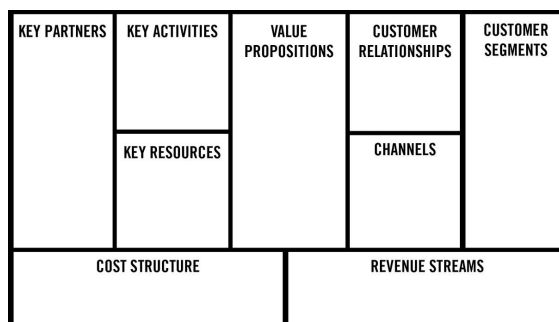 KEY PARTNERS
KEY ACTIVITIES
KEY RESOURCES
VALUE
PROPOSITIONS
CUSTOMER
RELATIONSHIPS
CHANNELS
CUSTOMER
SEGMENTS
COST STRUCTURE
REVENUE STREAMS